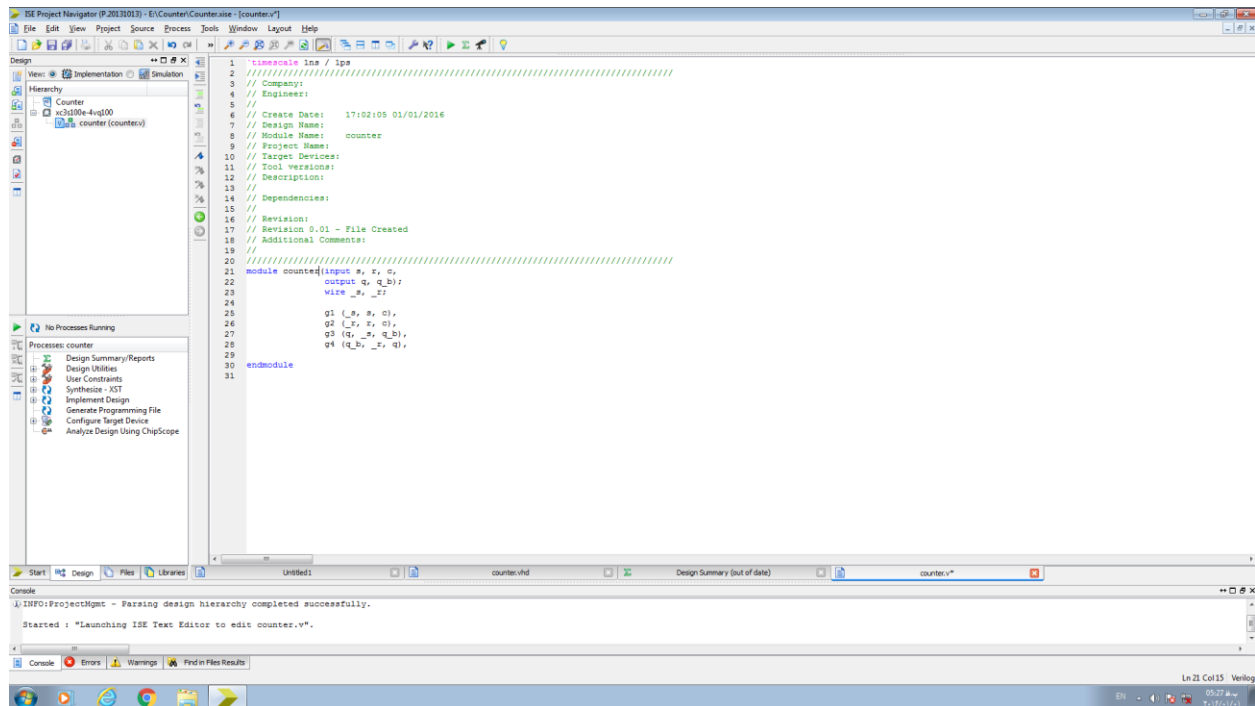 ISE Project Navigator (P.20131013) - E:\Counter\Counter.xise - [counter.v*]
File Edit View Project Source Process Tools Window Layout Help
Design
View: Implementation Simulation
Hierarchy
Counter
xc3s100e-4vq100
counter (counter.v)
No Processes Running
Processes: counter
Design Summary/Reports
Design Utilities
User Constraints
Synthesize - XST
Implement Design
Generate Programming File
Configure Target Device
Analyze Design Using ChipScope
Start Design Files Libraries
1 `timescale 1ns / 1ps
2 //////////////////////////////////////////////////////////////////////////////////
3 // Company:
4 // Engineer:
5 //
6 // Create Date: 17:02:05 01/01/2016
7 // Design Name:
8 // Module Name: counter
9 // Project Name:
10 // Target Devices:
11 // Tool versions:
12 // Description:
13 //
14 // Dependencies:
15 //
16 // Revision:
17 // Revision 0.01 - File Created
18 // Additional Comments:
19 //
20 //////////////////////////////////////////////////////////////////////////////////
21 module counter(input s, r, c,
22 output q, q_b);
23 wire _s, _r;
24
25 g1 (_s, s, c),
26 g2 (_r, r, c),
27 g3 (q, _s, q_b),
28 g4 (q_b, _r, q),
29
30 endmodule
31
Untitled1 counter.vhd Design Summary (out of date) counter.v*
Console
INFO:ProjectMgmt - Parsing design hierarchy completed successfully.
Started : "Launching ISE Text Editor to edit counter.v".
Console Errors Warnings Find in Files Results
Ln 21 Col 15 Verilog
EN